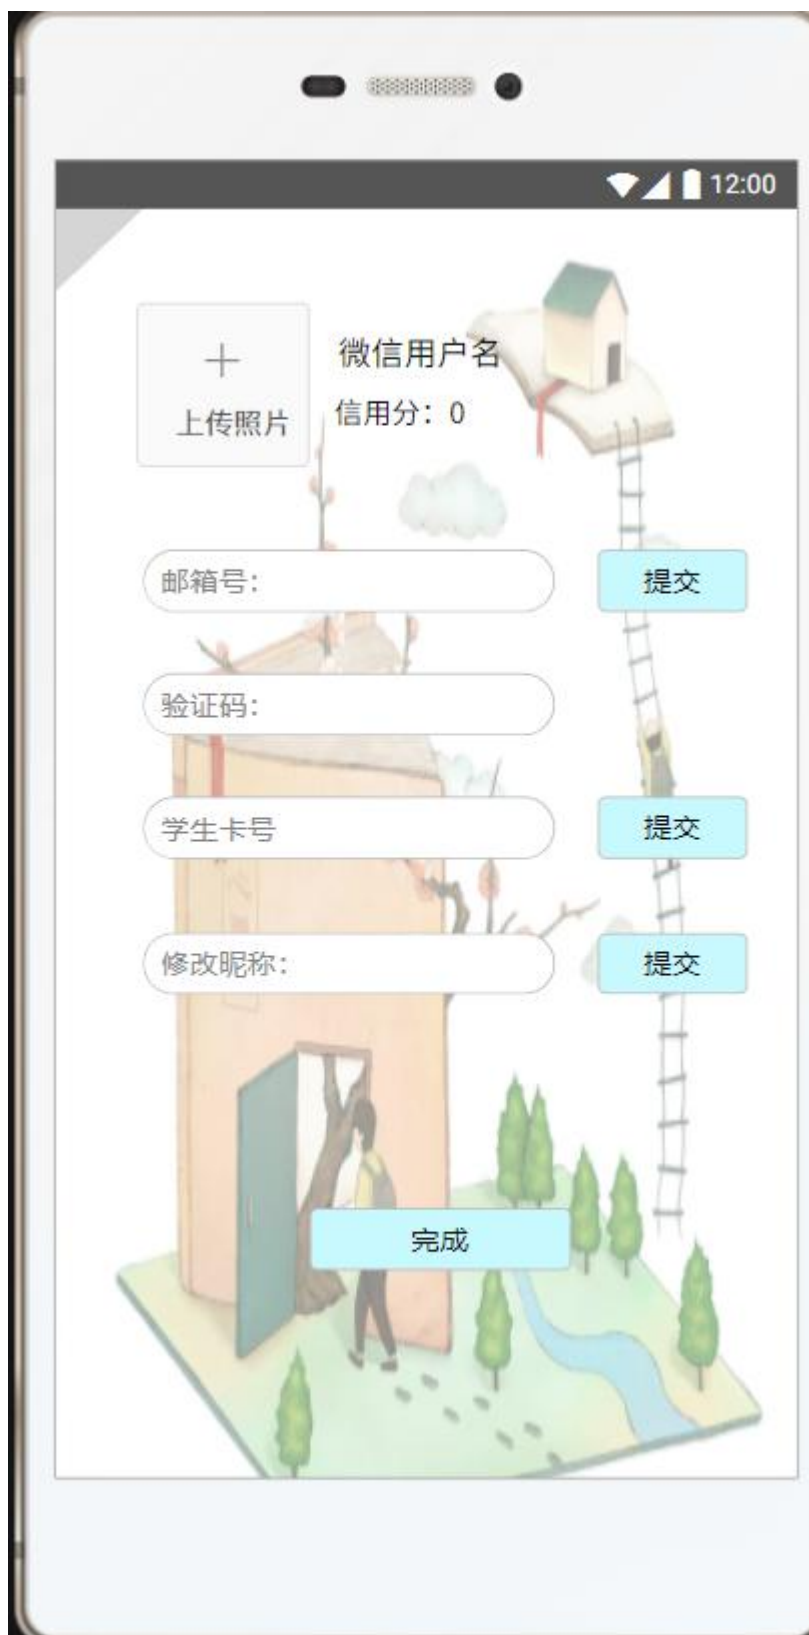 12:00
微信用户名
上传照片
信用分：0
邮箱号：
提交
验证码：
学生卡号
提交
修改昵称：
提交
完成